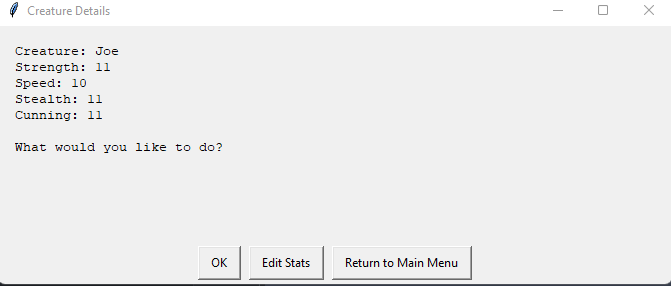 Creature Details
Creature: Joe
Strength: 11
Speed: 10
Stealth: 11
Cunning: 11
What would you like to do?
OK
Edit Stats
Return to Main Menu